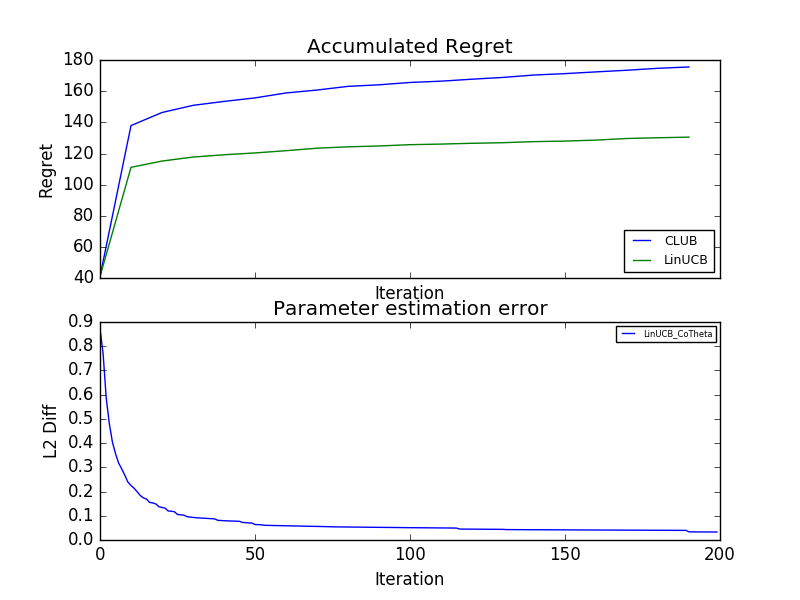 Accumulated Regret
180
160
140
120
100
80
60
40
Regret
CLUB
LinUCB
Iteration
Parameter estimation error
0.9
0.8
0.7
0.6
0.5
0.4
0.3
0.2
0.1
0.0
L2 Diff
LinUCB_CoTheta
0 50 100 150 200
Iteration